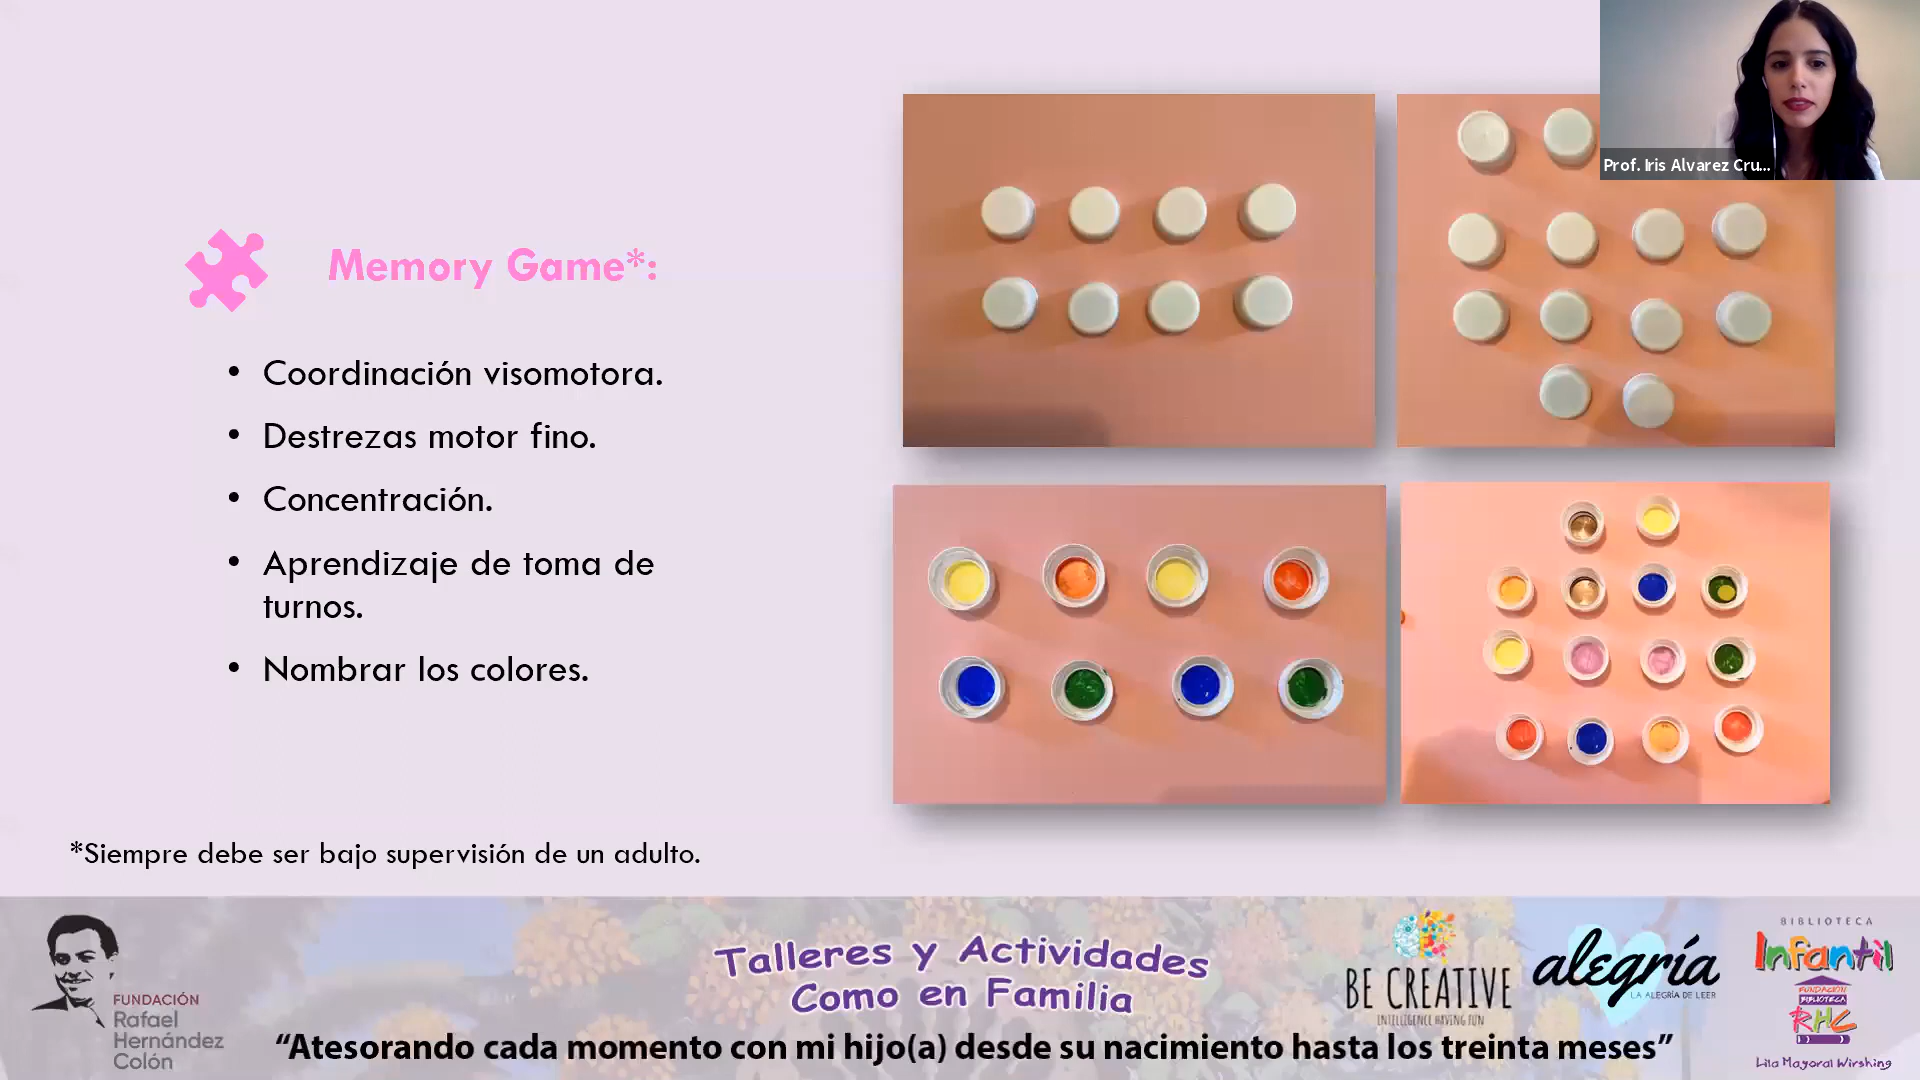 Prof. Iris Alvarez Cru...
Memory Game*:
• Coordinación visomotora.
• Destrezas motor fino.
• Concentración.
• Aprendizaje de toma de
turnos.
• Nombrar los colores.
*Siempre debe ser bajo supervisión de un adulto.
FUNDACIÓN
Rafael
Hernández
Colón
Talleres y Actividades
Como en Familia
BE CREATIVE
INTELLIGENCE HAVING FUN
alegría
LA ALEGRÍA DE LEER
BIBLIOTECA
Infantil
FUNDACIÓN
BIBLIOTECA
RHC
Lila Mayoral Wirshing
“Atesorando cada momento con mi hijo(a) desde su nacimiento hasta los treinta meses”